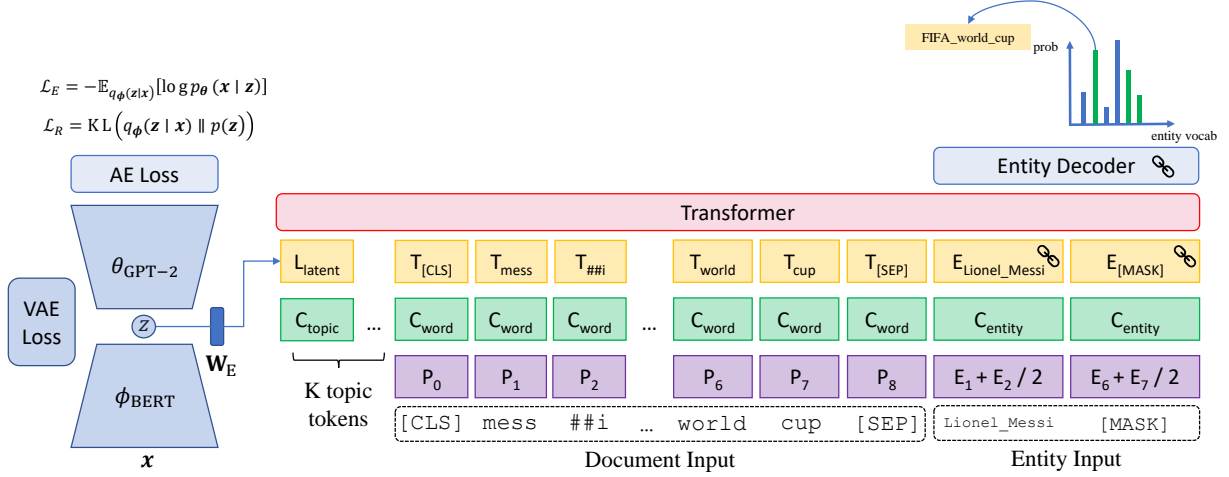 FIFA_world_cup
prob
entity vocab
ℒ_E = −𝔼_{q_ϕ(z|x)}[log p_θ (x | z)]
ℒ_R = KL(q_ϕ(z | x) ∥ p(z))
AE Loss
Entity Decoder
Transformer
θ_GPT−2
L_latent T_[CLS] T_mess T_##i T_world T_cup T_[SEP] E_Lionel_Messi E_[MASK]
VAE
Loss
Z
W_E
C_topic ... C_word C_word C_word ... C_word C_word C_word C_entity C_entity
ϕ_BERT
K topic
tokens
P_0 P_1 P_2 P_6 P_7 P_8 E_1 + E_2 / 2 E_6 + E_7 / 2
[CLS] mess ##i … world cup [SEP] Lionel_Messi [MASK]
x
Document Input
Entity Input